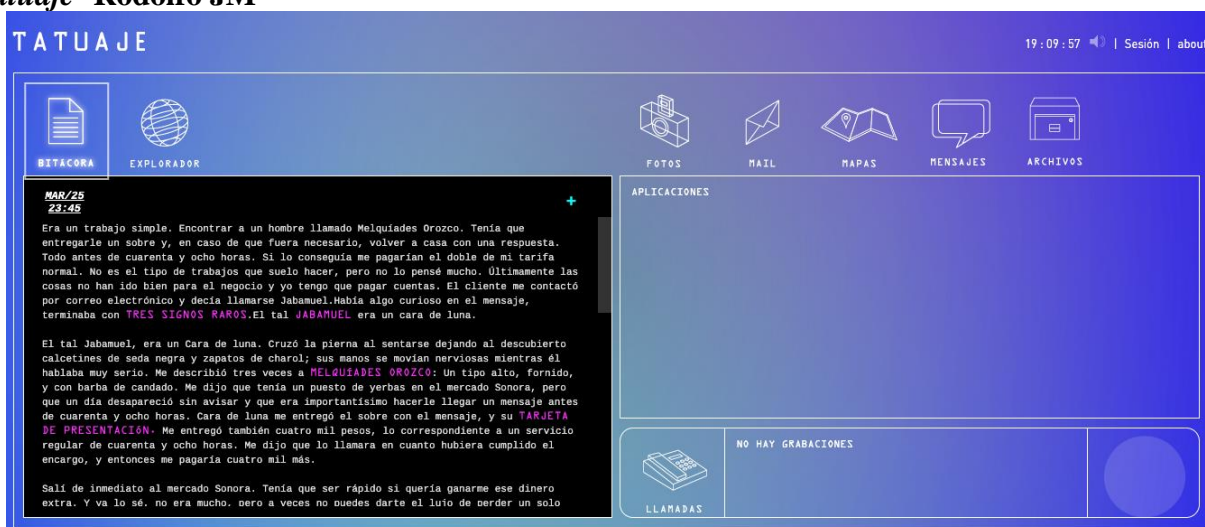 "Rodolfo JM
TATUAJE
19:09:57 | Sesión | about
BITACORA
EXPLORADOR
FOTOS
MAIL
MAPAS
MENSAJES
ARCHIVOS
MAR/25
23:45
+
Era un trabajo simple. Encontrar a un hombre llamado Melquíades Orozco. Tenía que
entregarle un sobre y, en caso de que fuera necesario, volver a casa con una respuesta.
Todo antes de cuarenta y ocho horas. Si lo conseguía me pagarían el doble de mi tarifa
normal. No es el tipo de trabajos que suelo hacer, pero no lo pensé mucho. Últimamente las
cosas no han ido bien para el negocio y yo tengo que pagar cuentas. El cliente me contactó
por correo electrónico y decía llamarse Jabamuel.Había algo curioso en el mensaje,
terminaba con TRES SIGNOS RAROS.El tal JABAMUEL era un cara de luna.
El tal Jabamuel, era un Cara de luna. Cruzó la pierna al sentarse dejando al descubierto
calcetines de seda negra y zapatos de charol; sus manos se movían nerviosas mientras él
hablaba muy serio. Me describió tres veces a MELQUÍADES OROZCO: Un tipo alto, fornido,
y con barba de candado. Me dijo que tenía un puesto de yerbas en el mercado Sonora, pero
que un día desapareció sin avisar y que era importantísimo hacerle llegar un mensaje antes
de cuarenta y ocho horas. Cara de luna me entregó el sobre con el mensaje, y su TARJETA
DE PRESENTACIÓN. Me entregó también cuatro mil pesos, lo correspondiente a un servicio
regular de cuarenta y ocho horas. Me dijo que lo llamara en cuanto hubiera cumplido el
encargo, y entonces me pagaría cuatro mil más.
Salí de inmediato al mercado Sonora. Tenía que ser rápido si quería ganarme ese dinero
extra. Y ya lo sé, no era mucho, pero a veces no puedes darte el lujo de perder un solo
APLICACIONES
LLAMADAS
NO HAY GRABACIONES